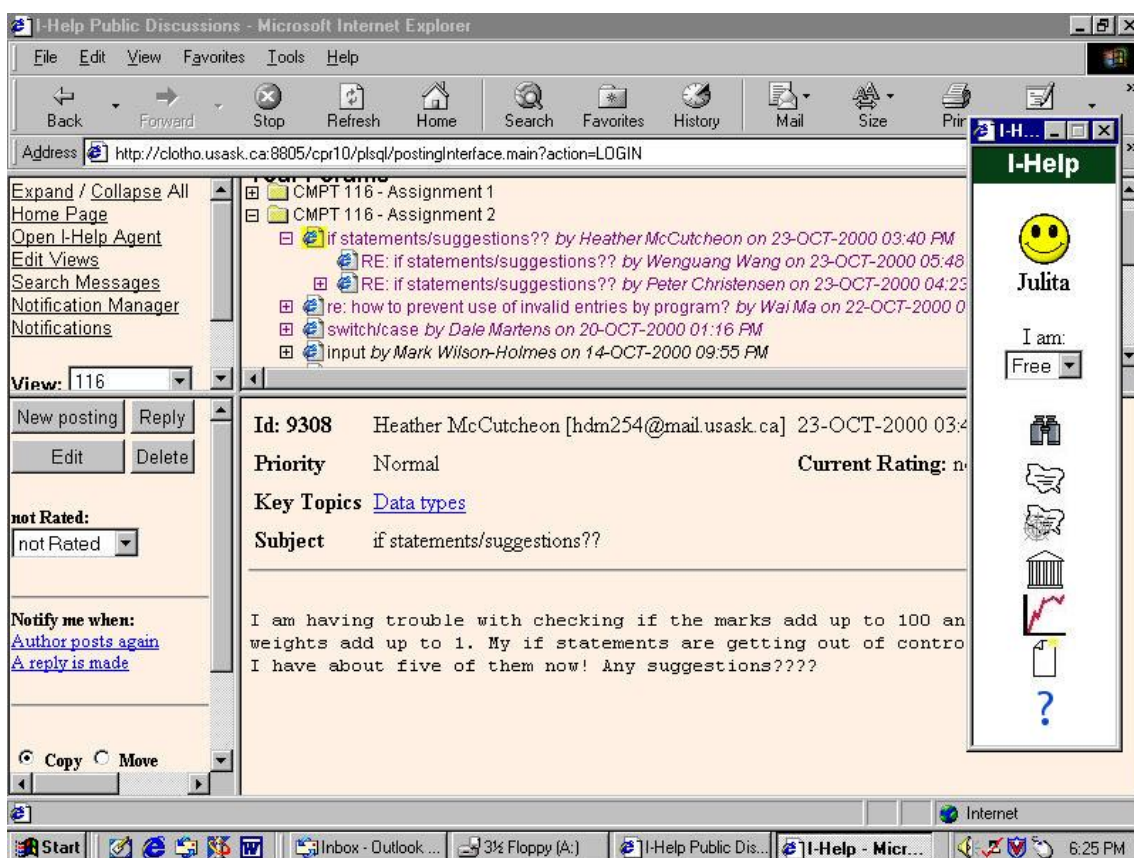 I-Help Public Discussions - Microsoft Internet Explorer
File Edit View Favorites Tools Help
Back Forward Stop Refresh Home Search Favorites History Mail Size Prin
Address http://clotho.usask.ca:8805/cpr10/plsql/postingInterface.main?action=LOGIN
Expand / Collapse All
Home Page
Open I-Help Agent
Edit Views
Search Messages
Notification Manager
Notifications
View: 116
Your Forums
CMPT 116 - Assignment 1
CMPT 116 - Assignment 2
if statements/suggestions?? by Heather McCutcheon on 23-OCT-2000 03:40 PM
RE: if statements/suggestions?? by Wenguang Wang on 23-OCT-2000 05:48
RE: if statements/suggestions?? by Peter Christensen on 23-OCT-2000 04:23
re: how to prevent use of invalid entries by program? by Wai Ma on 22-OCT-2000 0
switch/case by Dale Martens on 20-OCT-2000 01:16 PM
input by Mark Wilson-Holmes on 14-OCT-2000 09:55 PM
New posting Reply
Edit Delete
not Rated:
not Rated
Notify me when:
Author posts again
A reply is made
Copy Move
Id: 9308 Heather McCutcheon [hdm254@mail.usask.ca] 23-OCT-2000 03:4
Priority Normal Current Rating: n
Key Topics Data types
Subject if statements/suggestions??
I am having trouble with checking if the marks add up to 100 an
weights add up to 1. My if statements are getting out of contro
I have about five of them now! Any suggestions????
I-H...
I-Help
Julita
I am:
Free
?
Internet
Start Inbox - Outlook ... 3½ Floppy (A:) I-Help Public Dis... I-Help - Micr... 6:25 PM